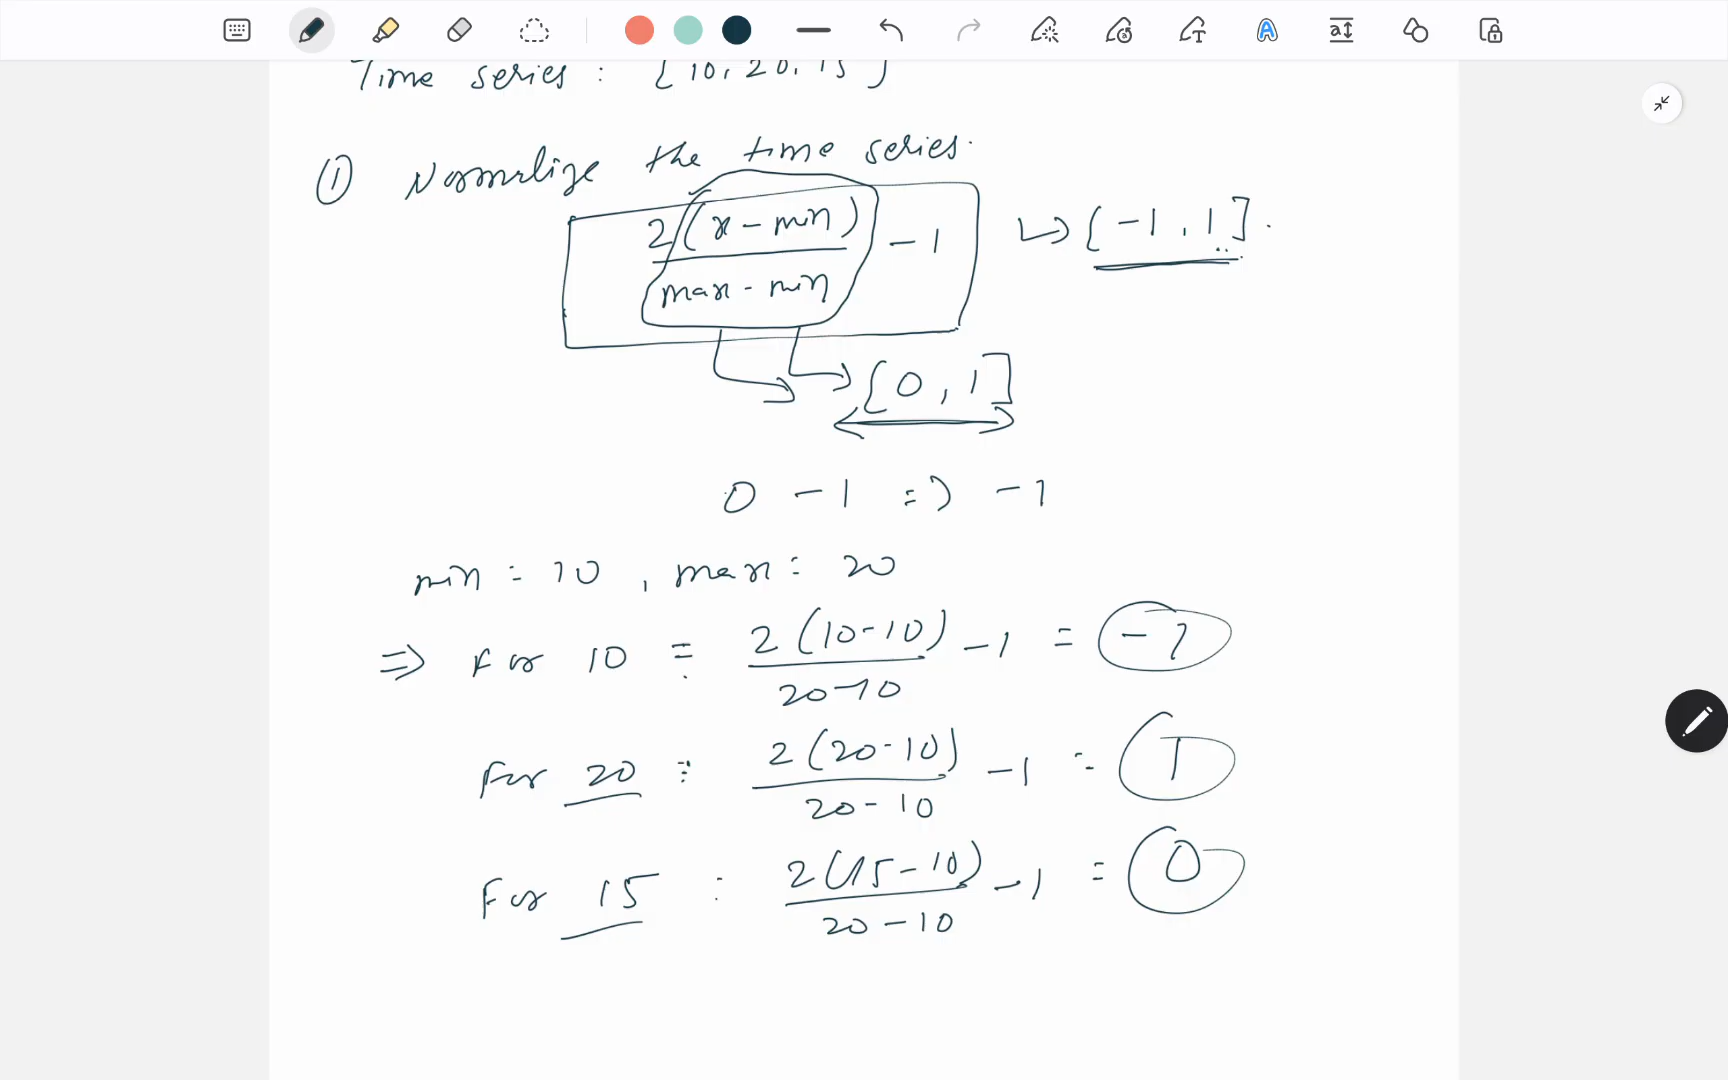 Time series : [10, 20, 15]
① Normalize the time series.
2(x - min) / max - min - 1 ↳ [-1, 1].
→ [0, 1]
0 - 1 => -1
min = 10, max = 20
⇒ For 10 = 2(10-10) / 20-10 - 1 = -1
For 20 : 2(20-10) / 20-10 - 1 = 1
For 15 : 2(15-10) / 20-10 - 1 = 0